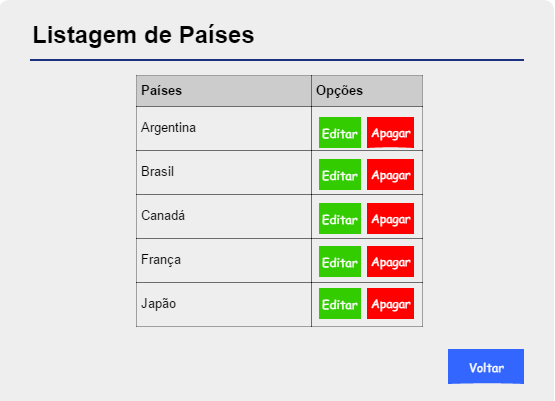 Listagem de Países
Países Opções
Argentina Editar Apagar
Brasil Editar Apagar
Canadá Editar Apagar
França Editar Apagar
Japão Editar Apagar
Voltar